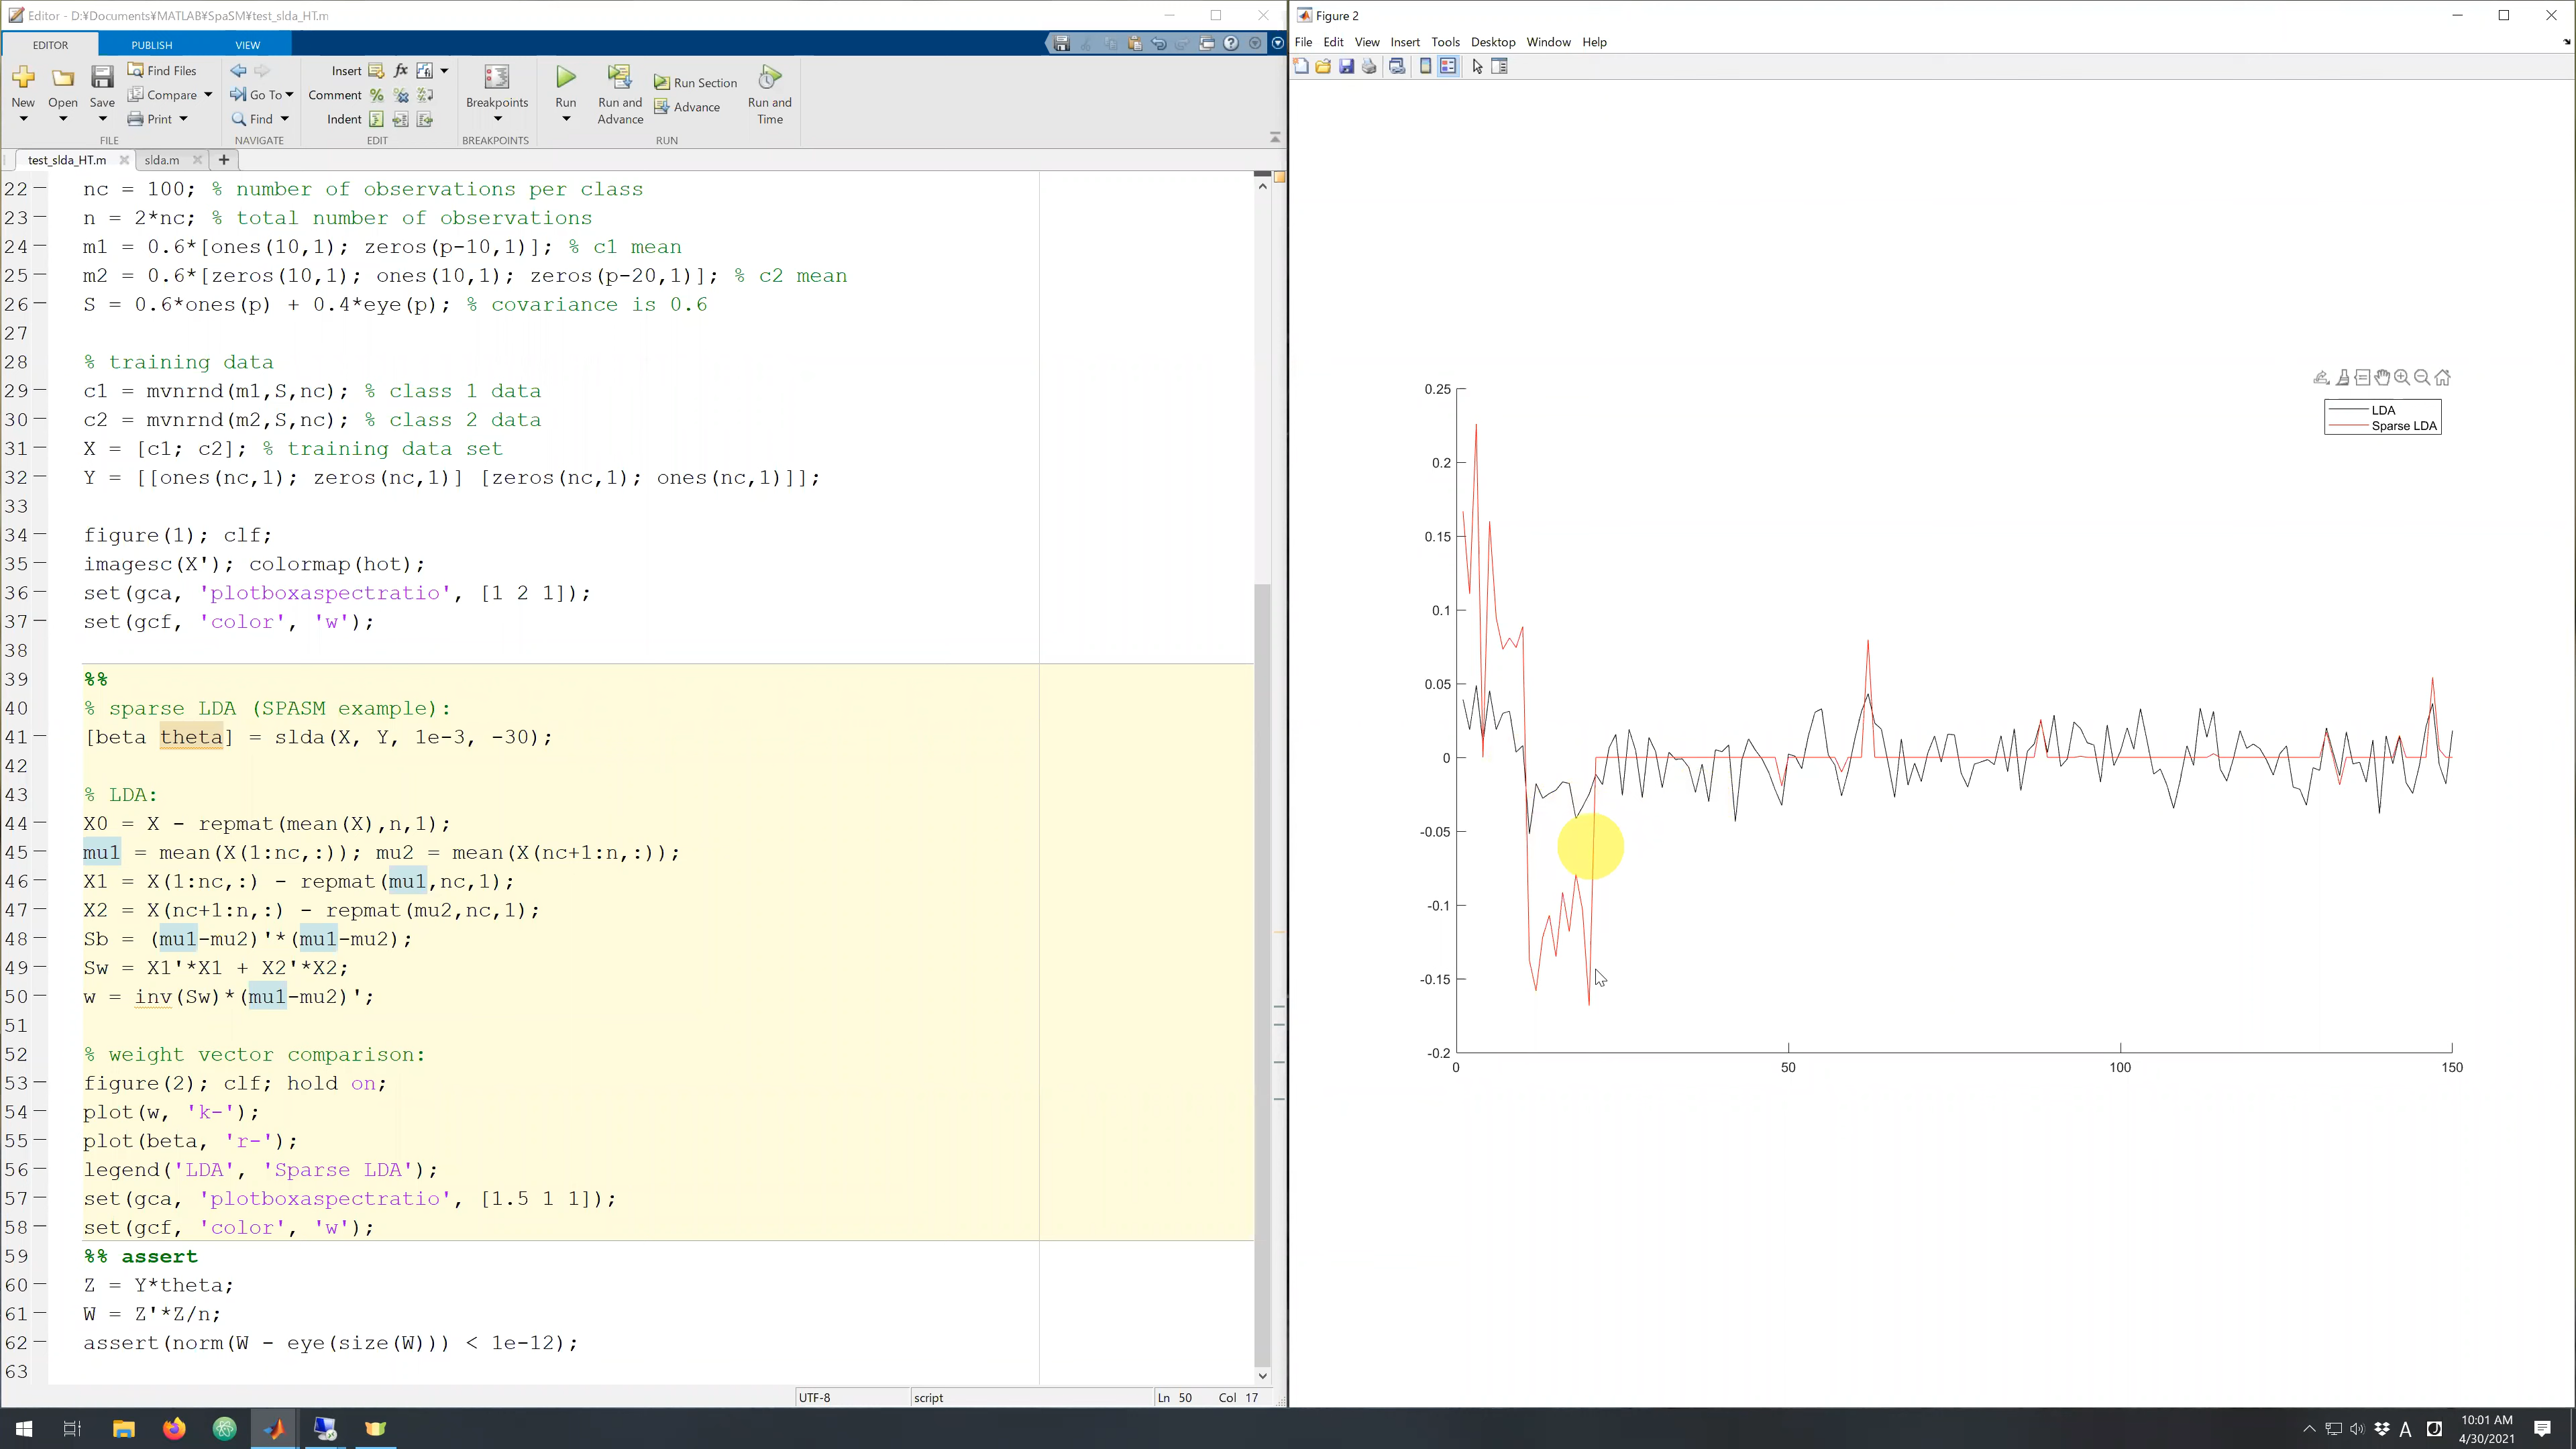 Editor - D:¥Documents¥MATLAB¥SpaSM¥test_slda_HT.m
EDITOR PUBLISH VIEW
New Open Save
Find Files
Compare
Print
FILE
Go To
Find
NAVIGATE
Insert fx
Comment
Indent
EDIT
Breakpoints
BREAKPOINTS
Run
Run and Advance
Run Section
Advance
Run and Time
RUN
test_slda_HT.m slda.m
22 nc = 100; % number of observations per class
23 n = 2*nc; % total number of observations
24 m1 = 0.6*[ones(10,1); zeros(p-10,1)]; % c1 mean
25 m2 = 0.6*[zeros(10,1); ones(10,1); zeros(p-20,1)]; % c2 mean
26 S = 0.6*ones(p) + 0.4*eye(p); % covariance is 0.6
27
28 % training data
29 c1 = mvnrnd(m1,S,nc); % class 1 data
30 c2 = mvnrnd(m2,S,nc); % class 2 data
31 X = [c1; c2]; % training data set
32 Y = [[ones(nc,1); zeros(nc,1)] [zeros(nc,1); ones(nc,1)]];
33
34 figure(1); clf;
35 imagesc(X'); colormap(hot);
36 set(gca, 'plotboxaspectratio', [1 2 1]);
37 set(gcf, 'color', 'w');
38
39 %%
40 % sparse LDA (SPASM example):
41 [beta theta] = slda(X, Y, 1e-3, -30);
42
43 % LDA:
44 X0 = X - repmat(mean(X),n,1);
45 mu1 = mean(X(1:nc,:)); mu2 = mean(X(nc+1:n,:));
46 X1 = X(1:nc,:) - repmat(mu1,nc,1);
47 X2 = X(nc+1:n,:) - repmat(mu2,nc,1);
48 Sb = (mu1-mu2)'*(mu1-mu2);
49 Sw = X1'*X1 + X2'*X2;
50 w = inv(Sw)*(mu1-mu2)';
51
52 % weight vector comparison:
53 figure(2); clf; hold on;
54 plot(w, 'k-');
55 plot(beta, 'r-');
56 legend('LDA', 'Sparse LDA');
57 set(gca, 'plotboxaspectratio', [1.5 1 1]);
58 set(gcf, 'color', 'w');
59 %% assert
60 Z = Y*theta;
61 W = Z'*Z/n;
62 assert(norm(W - eye(size(W))) < 1e-12);
63
UTF-8 script Ln 50 Col 17
Figure 2
File Edit View Insert Tools Desktop Window Help
LDA
Sparse LDA
0.25
0.2
0.15
0.1
0.05
0
-0.05
-0.1
-0.15
-0.2
0 50 100 150
A
10:01 AM
4/30/2021